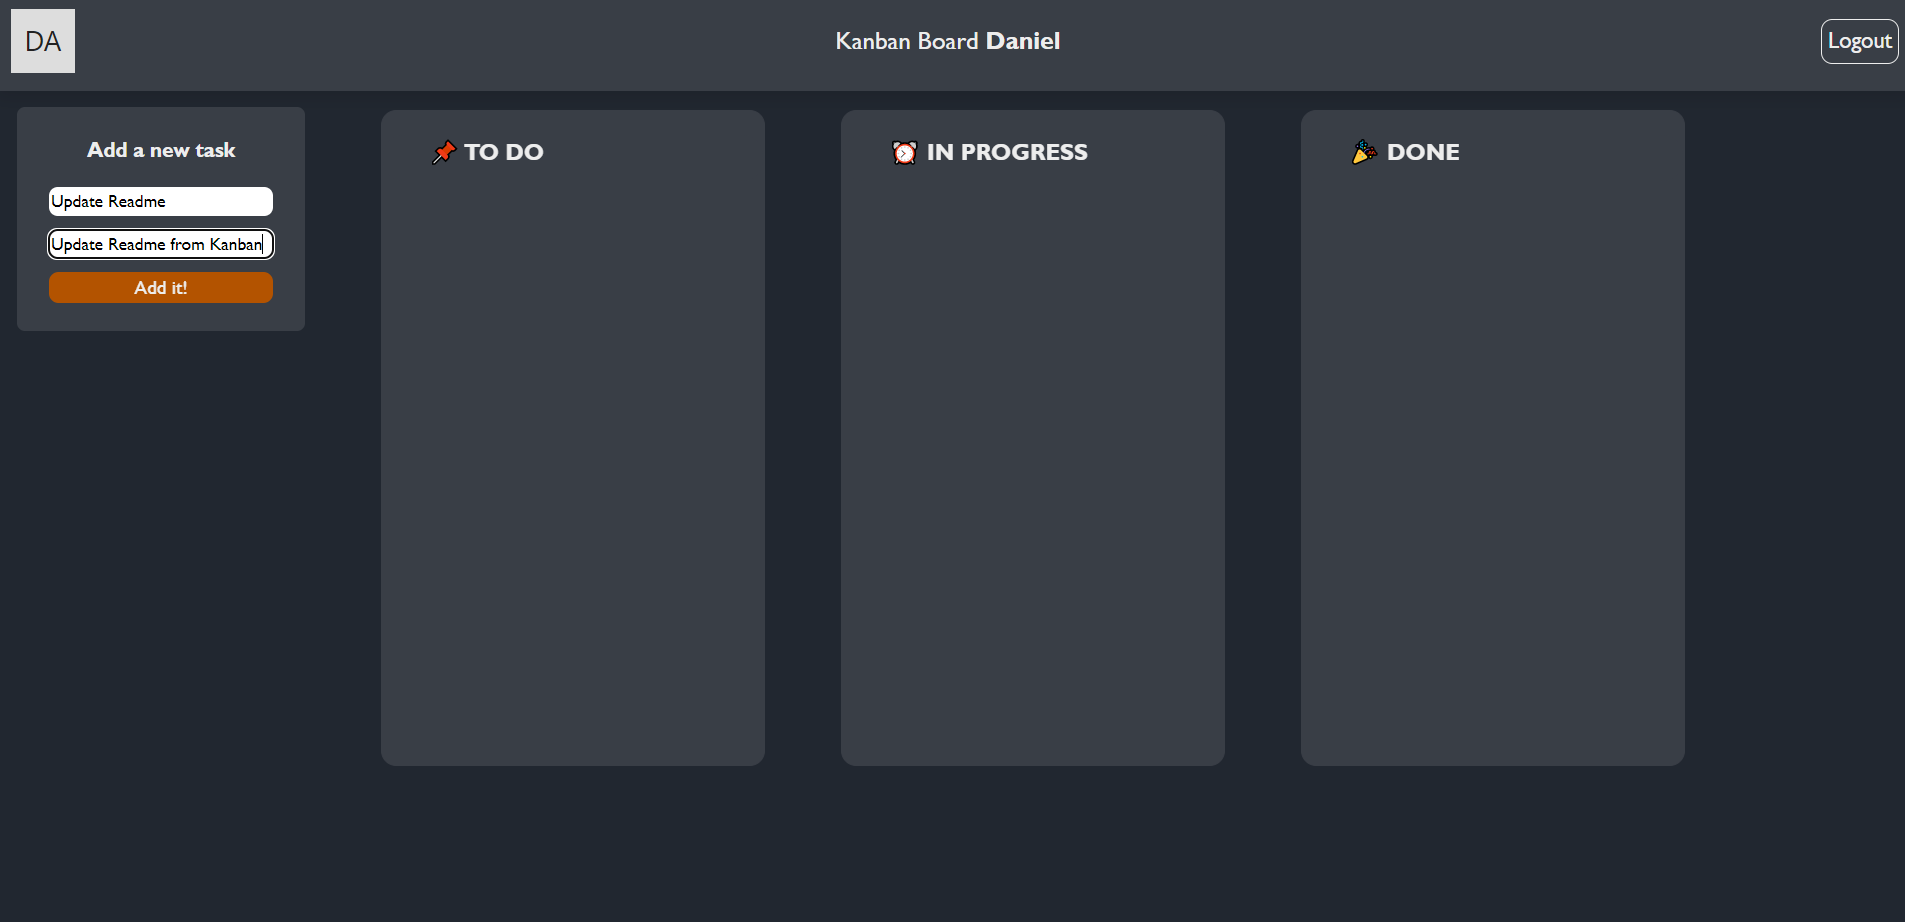 DA
Kanban Board Daniel
Logout
Add a new task
Update Readme
Update Readme from Kanban
Add it!
📌 TO DO
⏰ IN PROGRESS
🎉 DONE